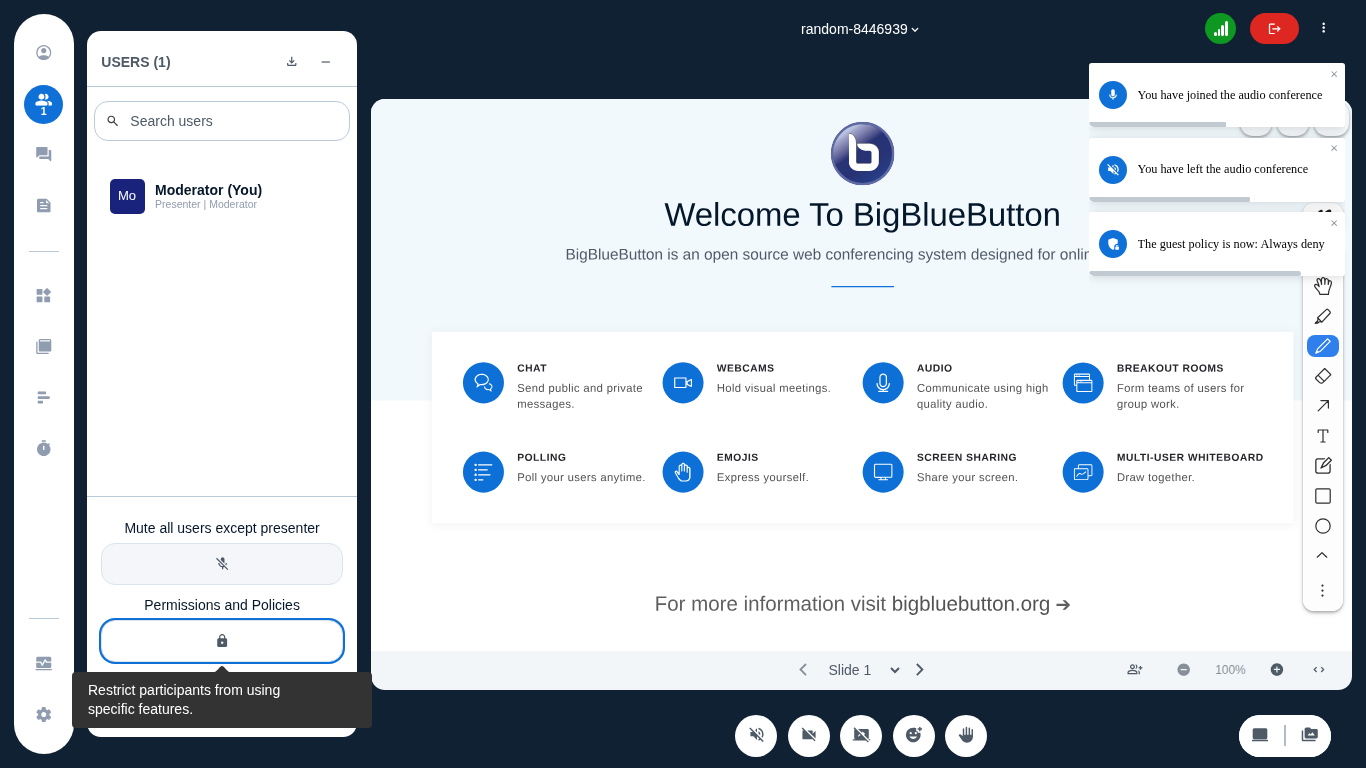 random-8446939
USERS (1)
1
Search users
Mo
Moderator (You)
Presenter | Moderator
Mute all users except presenter
Permissions and Policies
Restrict participants from using
specific features.
You have joined the audio conference
You have left the audio conference
The guest policy is now: Always deny
Welcome To BigBlueButton
BigBlueButton is an open source web conferencing system designed for onlin
CHAT
Send public and private
messages.
WEBCAMS
Hold visual meetings.
AUDIO
Communicate using high
quality audio.
BREAKOUT ROOMS
Form teams of users for
group work.
POLLING
Poll your users anytime.
EMOJIS
Express yourself.
SCREEN SHARING
Share your screen.
MULTI-USER WHITEBOARD
Draw together.
For more information visit bigbluebutton.org ➔
Slide 1
100%